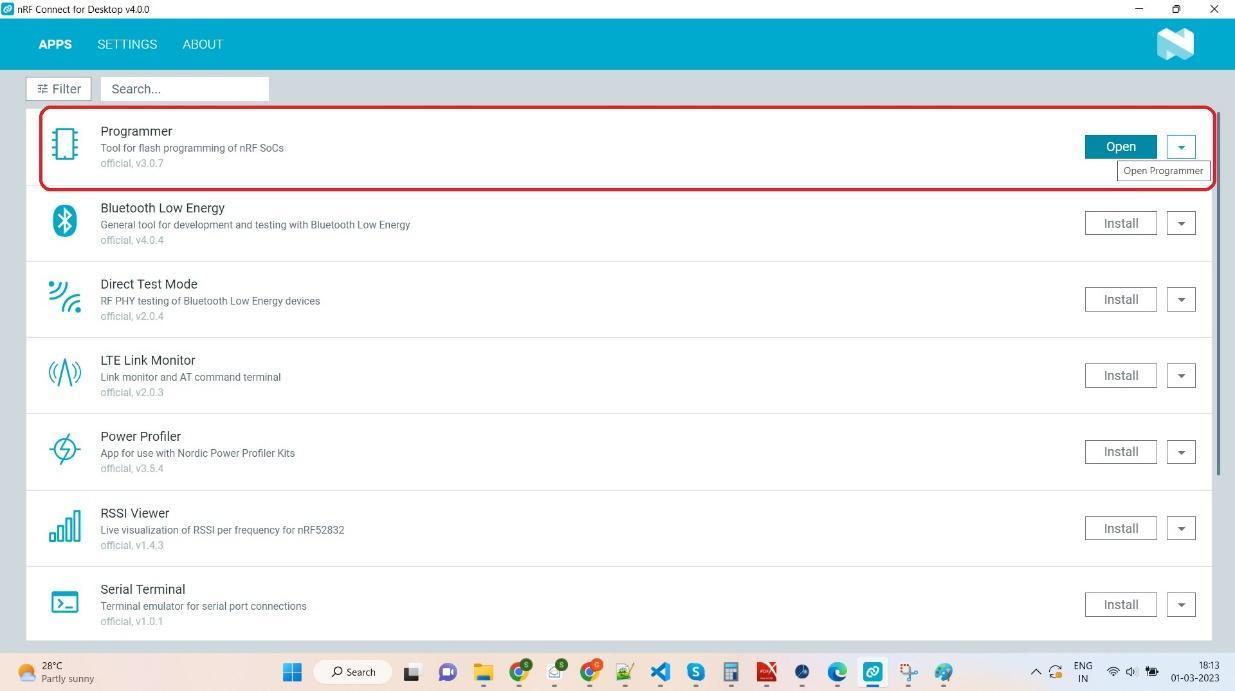 nRF Connect for Desktop v4.0.0
APPS SETTINGS ABOUT
Filter Search...
Programmer
Tool for flash programming of nRF SoCs
official, v3.0.7
Open
Open Programmer
Bluetooth Low Energy
General tool for development and testing with Bluetooth Low Energy
official, v4.0.4
Install
Direct Test Mode
RF PHY testing of Bluetooth Low Energy devices
official, v2.0.4
Install
LTE Link Monitor
Link monitor and AT command terminal
official, v2.0.3
Install
Power Profiler
App for use with Nordic Power Profiler Kits
official, v3.5.4
Install
RSSI Viewer
Live visualization of RSSI per frequency for nRF52832
official, v1.4.3
Install
Serial Terminal
Terminal emulator for serial port connections
official, v1.0.1
Install
28°C
Partly sunny
Search
S
S
G
S
ENG
IN
18:13
01-03-2023